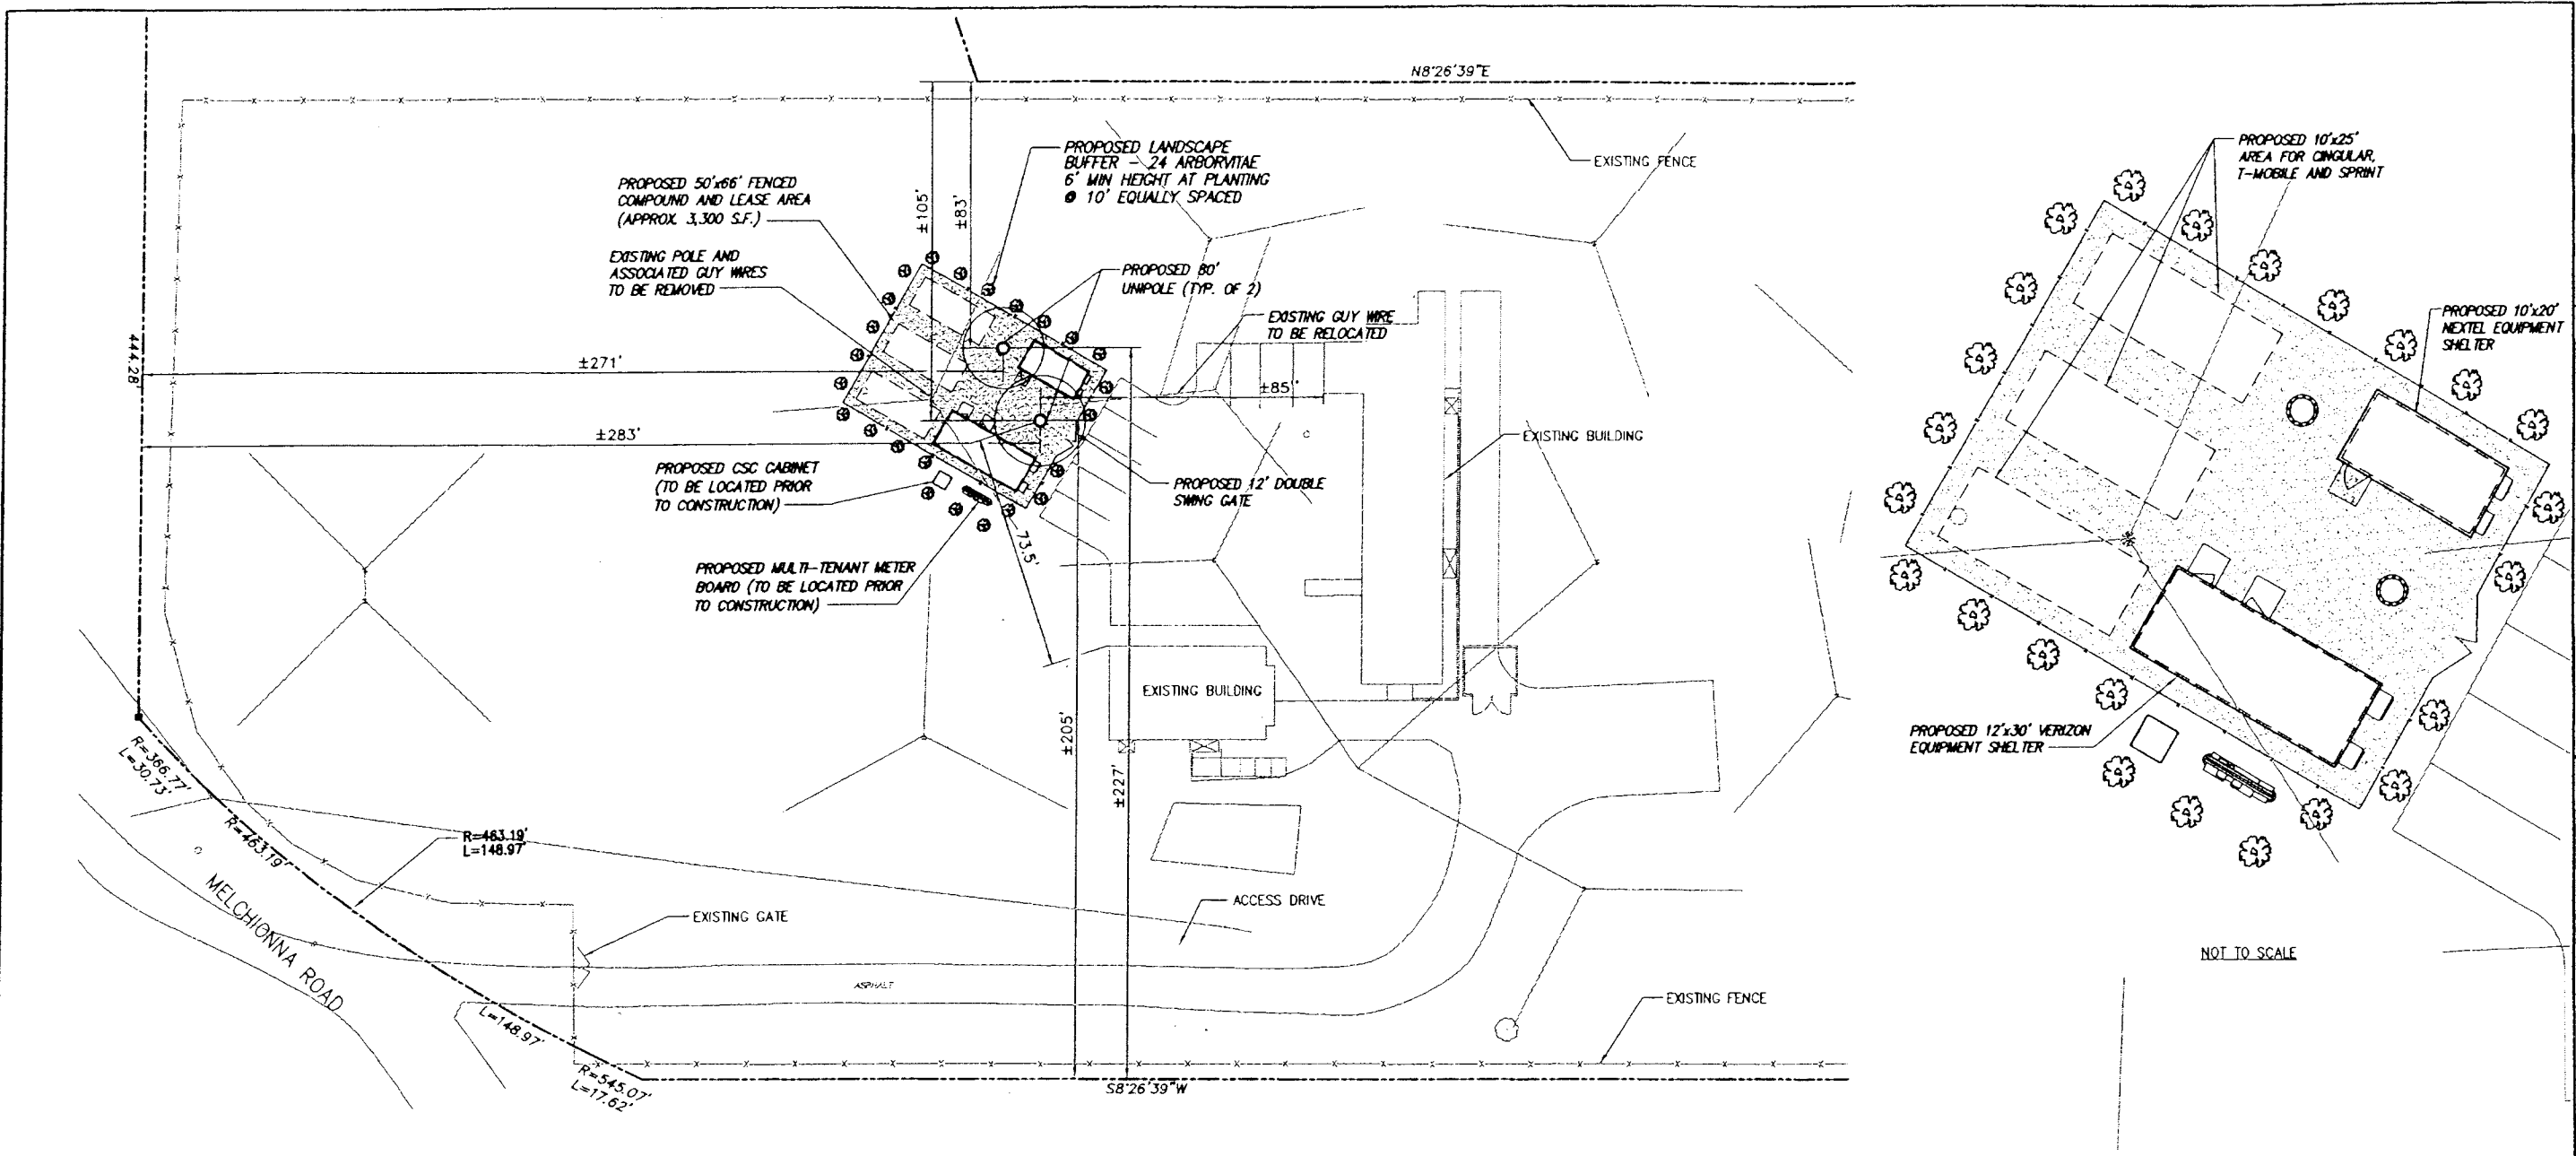 N8°26'39"E
EXISTING FENCE
PROPOSED LANDSCAPE
BUFFER - 24 ARBORVITAE
6' MIN HEIGHT AT PLANTING
@ 10' EQUALLY SPACED
PROPOSED 50'x66' FENCED
COMPOUND AND LEASE AREA
(APPROX. 3,300 S.F.)
±105'
±83'
EXISTING POLE AND
ASSOCIATED GUY WIRES
TO BE REMOVED
PROPOSED 80'
UNIPOLE (TYP. OF 2)
EXISTING GUY WIRE
TO BE RELOCATED
444.28'
±271'
±85'
±283'
EXISTING BUILDING
PROPOSED CSC CABINET
(TO BE LOCATED PRIOR
TO CONSTRUCTION)
PROPOSED 12' DOUBLE
SWING GATE
73.5'
PROPOSED MULTI-TENANT METER
BOARD (TO BE LOCATED PRIOR
TO CONSTRUCTION)
EXISTING BUILDING
±205'
±227'
R=366.77'
L=30.73'
R=463.19'
R=463.19'
L=148.97'
MELCHIONNA ROAD
EXISTING GATE
ACCESS DRIVE
ASPHALT
EXISTING FENCE
L=148.97'
R=545.07'
L=17.62'
S8°26'39"W
PROPOSED 10'x25'
AREA FOR CINGULAR,
T-MOBILE AND SPRINT
PROPOSED 10'x20'
NEXTEL EQUIPMENT
SHELTER
PROPOSED 12'x30' VERIZON
EQUIPMENT SHELTER
NOT TO SCALE